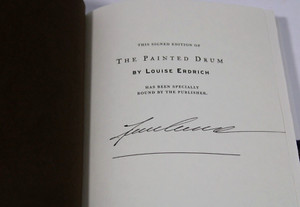 THIS SIGNED EDITION OF
THE PAINTED DRUM
BY LOUISE ERDRICH
HAS BEEN SPECIALLY
BOUND BY THE PUBLISHER.